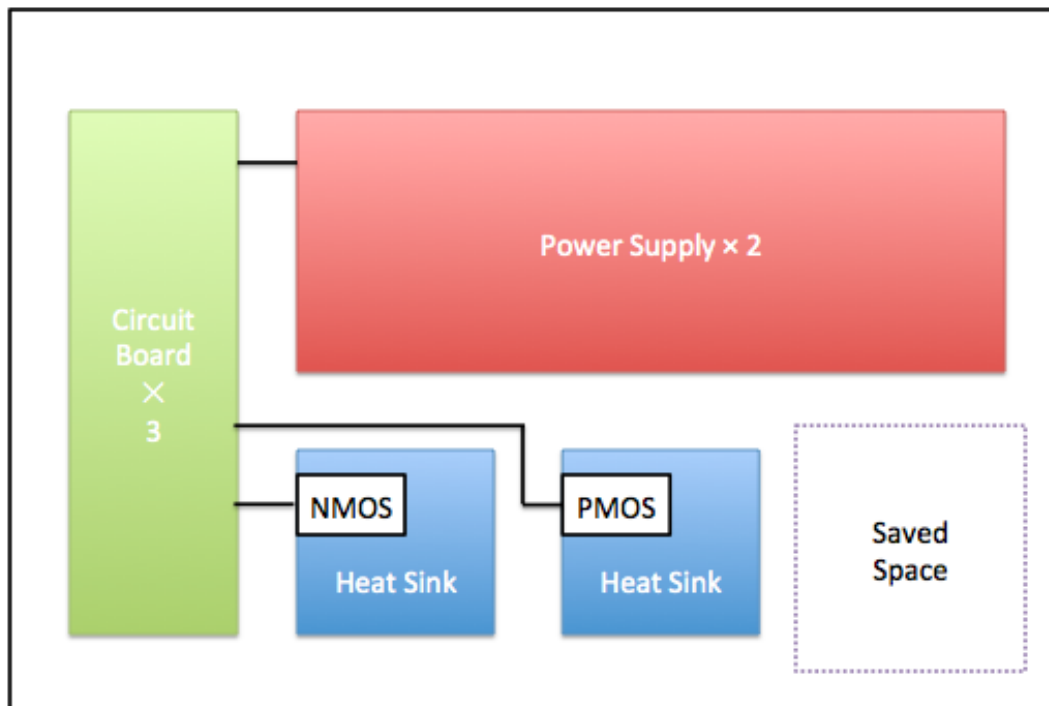 Power Supply × 2
Circuit
Board
×
3
NMOS
PMOS
Heat Sink
Heat Sink
Saved
Space